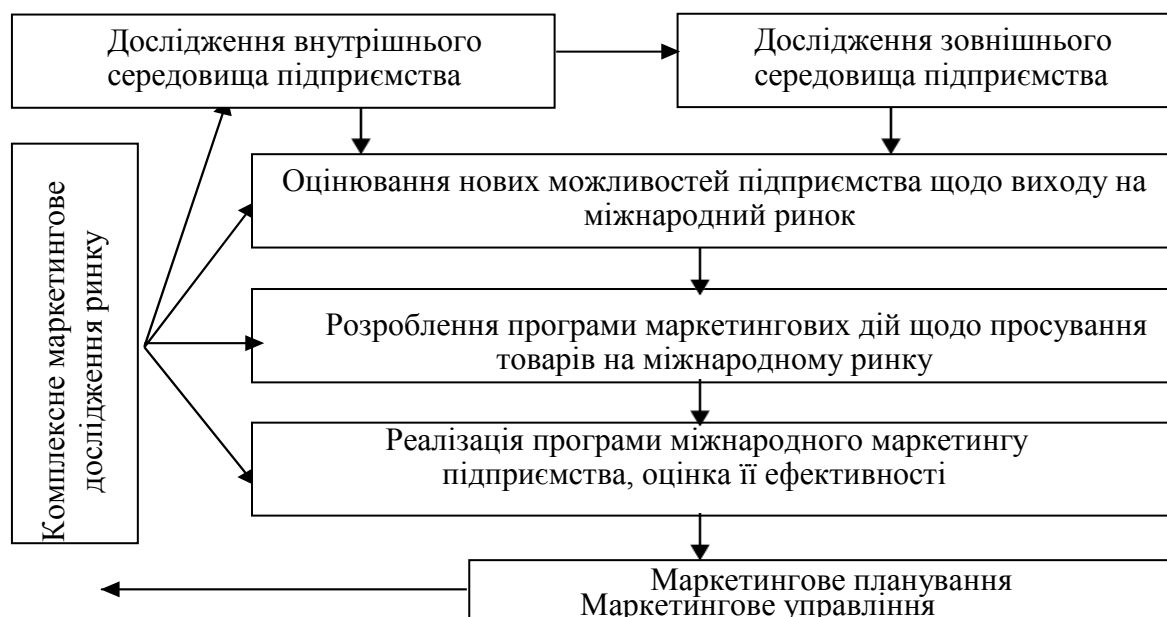 Дослідження внутрішнього
середовища підприємства
Дослідження зовнішнього
середовища підприємства
Комплексне маркетингове
дослідження ринку
Оцінювання нових можливостей підприємства щодо виходу на
міжнародний ринок
Розроблення програми маркетингових дій щодо просування
товарів на міжнародному ринку
Реалізація програми міжнародного маркетингу
підприємства, оцінка її ефективності
Маркетингове планування
Маркетингове управління